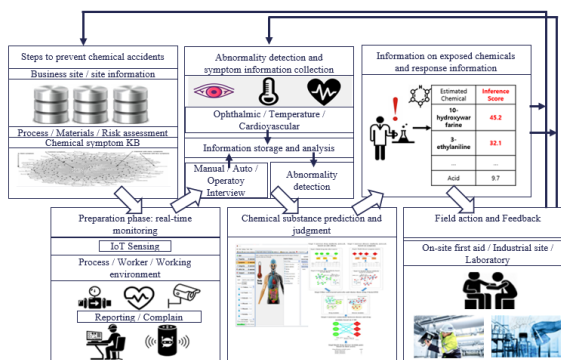 Steps to prevent chemical accidents
Business site / site information
Process / Materials / Risk assessment
Chemical symptom KB
Abnormality detection and
symptom information collection
Ophthalmic / Temperature /
Cardiovascular
Information storage and analysis
Manual / Auto /
Operatoy
Interview
Abnormality
detection
Information on exposed chemicals
and response information
Estimated
Chemical
Inference
Score
10-
hydroxywar
farine
45.2
3-
ethylaniline
32.1
...
...
Acid
9.7
Preparation phase: real-time
monitoring
IoT Sensing
Process / Worker / Working
environment
Reporting / Complain
Chemical substance prediction and
judgment
Field action and Feedback
On-site first aid / Industrial site /
Laboratory